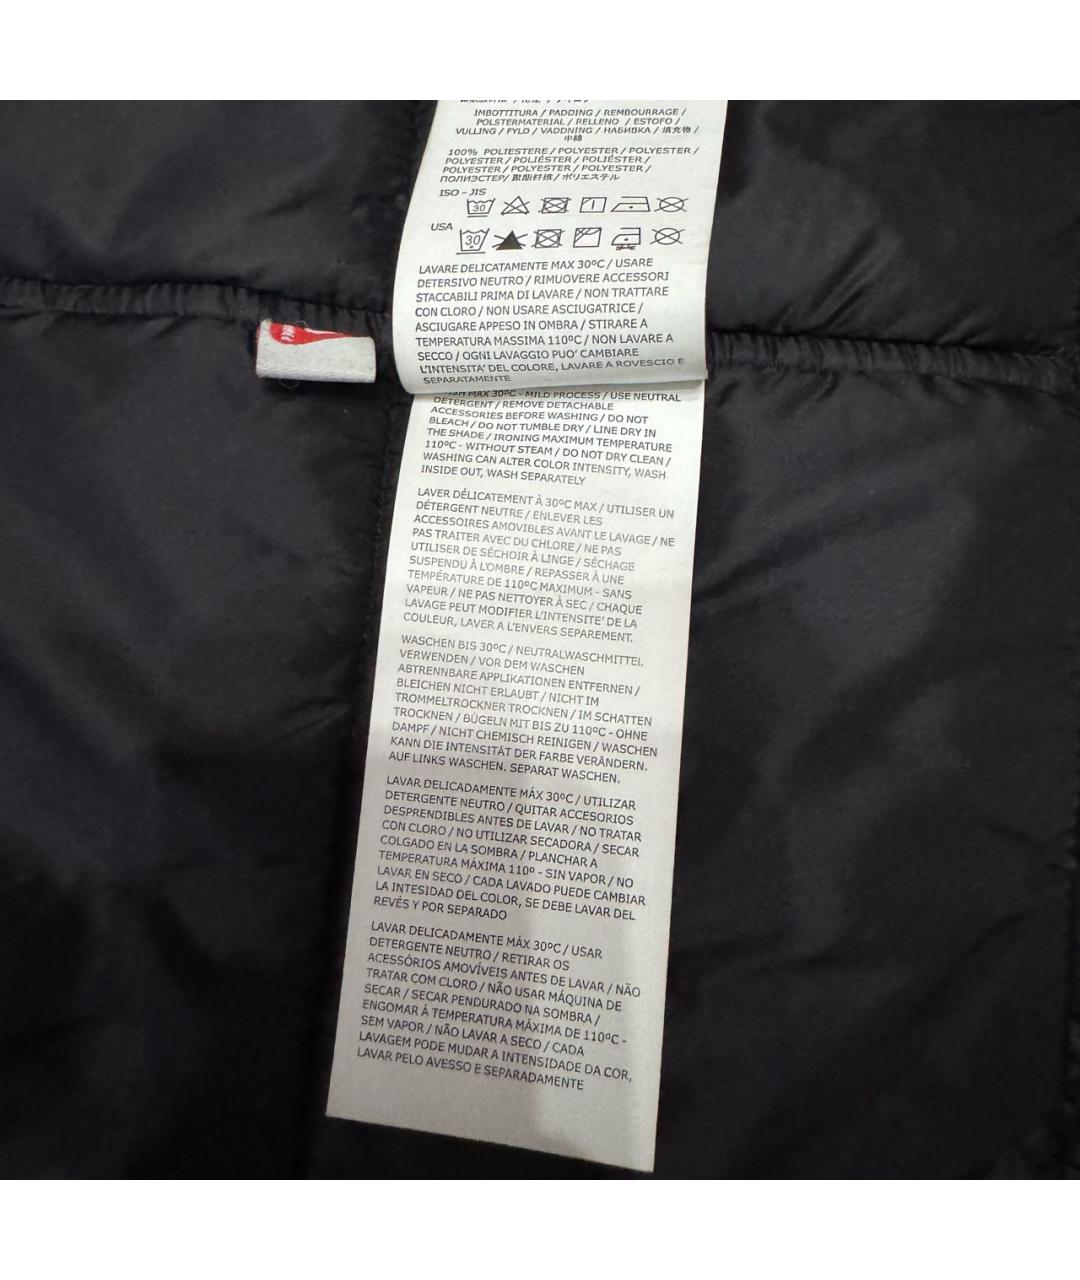 IMBOTTITURA / PADDING / REMBOURRAGE /
POLSTERMATERIAL / RELLENO / ESTOFO /
VULLING / FYLD / VADDNING / НАБИВКА / 填充物 /
中綿
100% POLIESTERE / POLYESTER / POLYESTER /
POLYESTER / POLIÉSTER / POLIÉSTER /
POLYESTER / POLYESTER / POLYESTER /
ПОЛИЭСТЕР/ 聚酯纤维 / ポリエステル
ISO - JIS
30
USA
30
LAVARE DELICATAMENTE MAX 30ºC / USARE
DETERSIVO NEUTRO / RIMUOVERE ACCESSORI
STACCABILI PRIMA DI LAVARE / NON TRATTARE
CON CLORO / NON USARE ASCIUGATRICE /
ASCIUGARE APPESO IN OMBRA / STIRARE A
TEMPERATURA MASSIMA 110ºC / NON LAVARE A
SECCO / OGNI LAVAGGIO PUO' CAMBIARE
L'INTENSITA' DEL COLORE, LAVARE A ROVESCIO E
SEPARATAMENTE
MAX 30ºC - MILD PROCESS / USE NEUTRAL
DETERGENT / REMOVE DETACHABLE
ACCESSORIES BEFORE WASHING / DO NOT
BLEACH / DO NOT TUMBLE DRY / LINE DRY IN
THE SHADE / IRONING MAXIMUM TEMPERATURE
110ºC - WITHOUT STEAM / DO NOT DRY CLEAN /
WASHING CAN ALTER COLOR INTENSITY, WASH
INSIDE OUT, WASH SEPARATELY
LAVER DÉLICATEMENT À 30ºC MAX / UTILISER UN
DÉTERGENT NEUTRE / ENLEVER LES
ACCESSOIRES AMOVIBLES AVANT LE LAVAGE / NE
PAS TRAITER AVEC DU CHLORE / NE PAS
UTILISER DE SÉCHOIR À LINGE / SÉCHAGE
SUSPENDU À L'OMBRE / REPASSER À UNE
TEMPÉRATURE DE 110ºC MAXIMUM - SANS
VAPEUR / NE PAS NETTOYER À SEC / CHAQUE
LAVAGE PEUT MODIFIER L'INTENSITE' DE LA
COULEUR, LAVER A L'ENVERS SEPAREMENT.
WASCHEN BIS 30ºC / NEUTRALWASCHMITTEL
VERWENDEN / VOR DEM WASCHEN
ABTRENNBARE APPLIKATIONEN ENTFERNEN /
BLEICHEN NICHT ERLAUBT / NICHT IM
TROMMELTROCKNER TROCKNEN / IM SCHATTEN
TROCKNEN / BÜGELN MIT BIS ZU 110ºC - OHNE
DAMPF / NICHT CHEMISCH REINIGEN / WASCHEN
KANN DIE INTENSITÄT DER FARBE VERÄNDERN.
AUF LINKS WASCHEN. SEPARAT WASCHEN.
LAVAR DELICADAMENTE MÁX 30ºC / UTILIZAR
DETERGENTE NEUTRO / QUITAR ACCESORIOS
DESPRENDIBLES ANTES DE LAVAR / NO TRATAR
CON CLORO / NO UTILIZAR SECADORA / SECAR
COLGADO EN LA SOMBRA / PLANCHAR A
TEMPERATURA MÁXIMA 110º - SIN VAPOR / NO
LAVAR EN SECO / CADA LAVADO PUEDE CAMBIAR
LA INTESIDAD DEL COLOR, SE DEBE LAVAR DEL
REVÉS Y POR SEPARADO
LAVAR DELICADAMENTE MÁX 30ºC / USAR
DETERGENTE NEUTRO / RETIRAR OS
ACESSÓRIOS AMOVÍVEIS ANTES DE LAVAR / NÃO
TRATAR COM CLORO / NÃO USAR MÁQUINA DE
SECAR / SECAR PENDURADO NA SOMBRA /
ENGOMAR À TEMPERATURA MÁXIMA DE 110ºC -
SEM VAPOR / NÃO LAVAR A SECO / CADA
LAVAGEM PODE MUDAR A INTENSIDADE DA COR,
LAVAR PELO AVESSO E SEPARADAMENTE